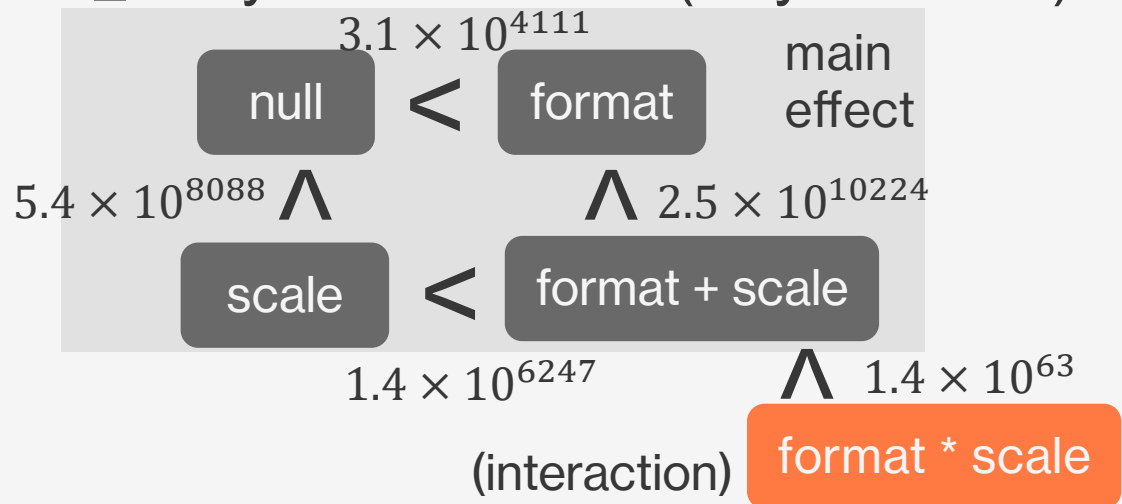 3.1 × 10^4111
main
effect
null < format
5.4 × 10^8088 ∧ ∧ 2.5 × 10^10224
scale < format + scale
1.4 × 10^6247 ∧ 1.4 × 10^63
(interaction) format * scale